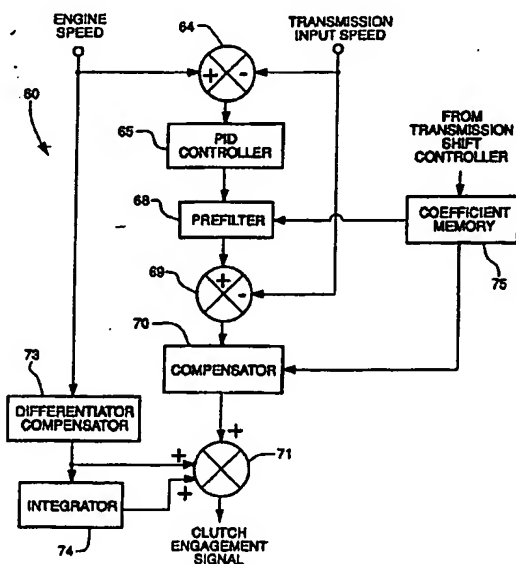 ENGINE
SPEED
64
TRANSMISSION
INPUT SPEED
+
-
60
FROM
TRANSMISSION
SHIFT
CONTROLLER
65
PID
CONTROLLER
68
PREFILTER
COEFFICIENT
MEMORY
75
69
+
-
70
COMPENSATOR
73
DIFFERENTIATOR
COMPENSATOR
+
+
71
+
INTEGRATOR
74
CLUTCH
ENGAGEMENT
SIGNAL